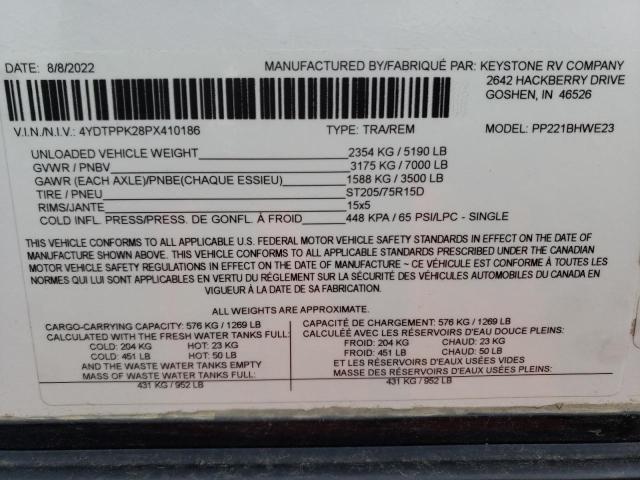 DATE: 8/8/2022 MANUFACTURED BY/FABRIQUÉ PAR: KEYSTONE RV COMPANY
2642 HACKBERRY DRIVE
GOSHEN, IN 46526
V.I.N./N.I.V.: 4YDTPPK28PX410186 TYPE: TRA/REM MODEL: PP221BHWE23
UNLOADED VEHICLE WEIGHT 2354 KG / 5190 LB
GVWR / PNBV 3175 KG / 7000 LB
GAWR (EACH AXLE)/PNBE(CHAQUE ESSIEU) 1588 KG / 3500 LB
TIRE / PNEU ST205/75R15D
RIMS/JANTE 15x5
COLD INFL. PRESS/PRESS. DE GONFL. À FROID 448 KPA / 65 PSI/LPC - SINGLE
THIS VEHICLE CONFORMS TO ALL APPLICABLE U.S. FEDERAL MOTOR VEHICLE SAFETY STANDARDS IN EFFECT ON THE DATE OF
MANUFACTURE SHOWN ABOVE. THIS VEHICLE CONFORMS TO ALL APPLICABLE STANDARDS PRESCRIBED UNDER THE CANADIAN
MOTOR VEHICLE SAFETY REGULATIONS IN EFFECT ON THE DATE OF MANUFACTURE ~ CE VÉHICULE EST CONFORME À TOUTES LES
NORMES QUI LUI SONT APPLICABLES EN VERTU DU RÈGLEMENT SUR LA SÉCURITÉ DES VÉHICULES AUTOMOBILES DU CANADA EN
VIGUEUR À LA DATE DE SA FABRICATION.
ALL WEIGHTS ARE APPROXIMATE.
CARGO-CARRYING CAPACITY: 576 KG / 1269 LB
CALCULATED WITH THE FRESH WATER TANKS FULL:
COLD: 204 KG HOT: 23 KG
COLD: 451 LB HOT: 50 LB
AND THE WASTE WATER TANKS EMPTY
MASS OF WASTE WATER TANKS FULL:
431 KG / 952 LB
CAPACITÉ DE CHARGEMENT: 576 KG / 1269 LB
CALCULÉE AVEC LES RÉSERVOIRS D'EAU DOUCE PLEINS:
FROID: 204 KG CHAUD: 23 KG
FROID: 451 LB CHAUD: 50 LB
ET LES RÉSERVOIRS D'EAUX USÉES VIDES
MASSE DES RÉSERVOIRS D'EAUX USÉES PLEINS:
431 KG / 952 LB